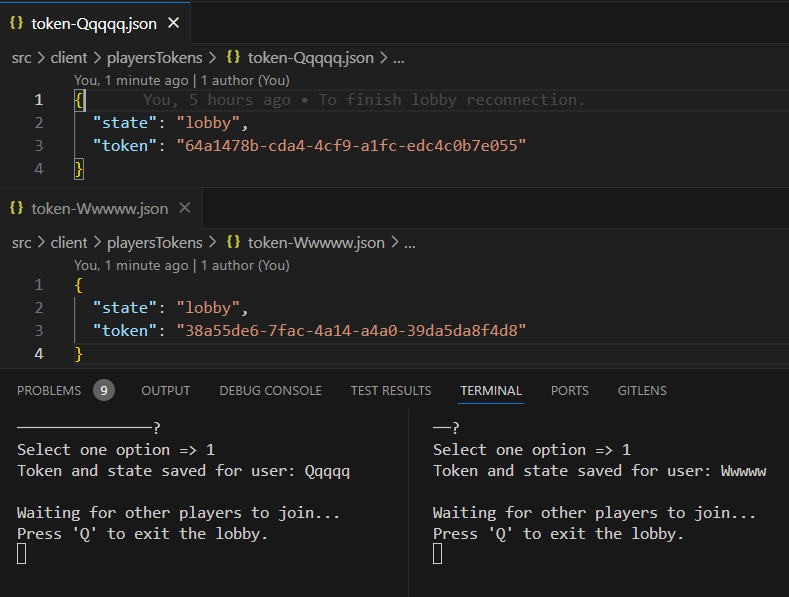 {} token-Qqqqq.json ×
src > client > playersTokens > {} token-Qqqqq.json > ...
You, 1 minute ago | 1 author (You)
1 { You, 5 hours ago • To finish lobby reconnection.
2 "state": "lobby",
3 "token": "64a1478b-cda4-4cf9-a1fc-edc4c0b7e055"
4 }
{} token-Wwwww.json ×
src > client > playersTokens > {} token-Wwwww.json > ...
You, 1 minute ago | 1 author (You)
1 {
2 "state": "lobby",
3 "token": "38a55de6-7fac-4a14-a4a0-39da5da8f4d8"
4 }
PROBLEMS 9 OUTPUT DEBUG CONSOLE TEST RESULTS TERMINAL PORTS GITLENS
———————————————?
Select one option => 1
Token and state saved for user: Qqqqq
Waiting for other players to join...
Press 'Q' to exit the lobby.
——?
Select one option => 1
Token and state saved for user: Wwwww
Waiting for other players to join...
Press 'Q' to exit the lobby.